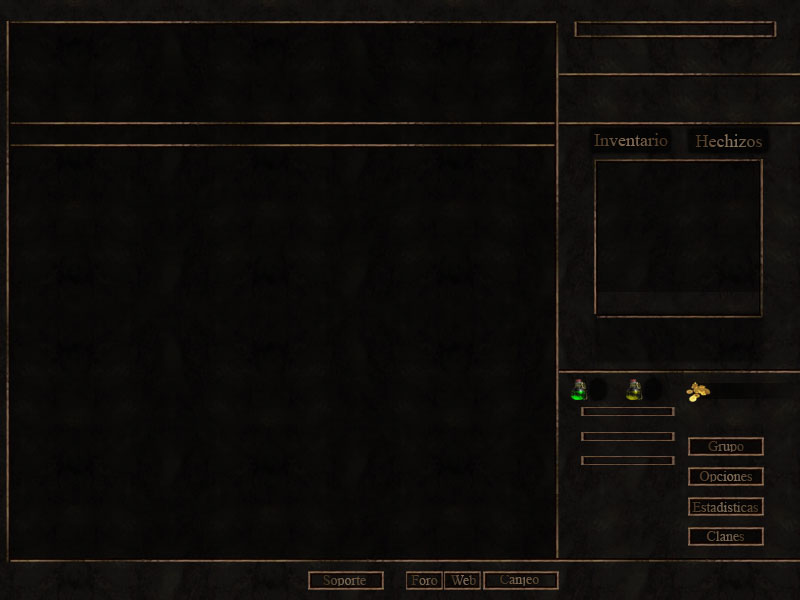 Inventario Hechizos
Grupo
Opciones
Estadisticas
Clanes
Soporte Foro Web Canjeo